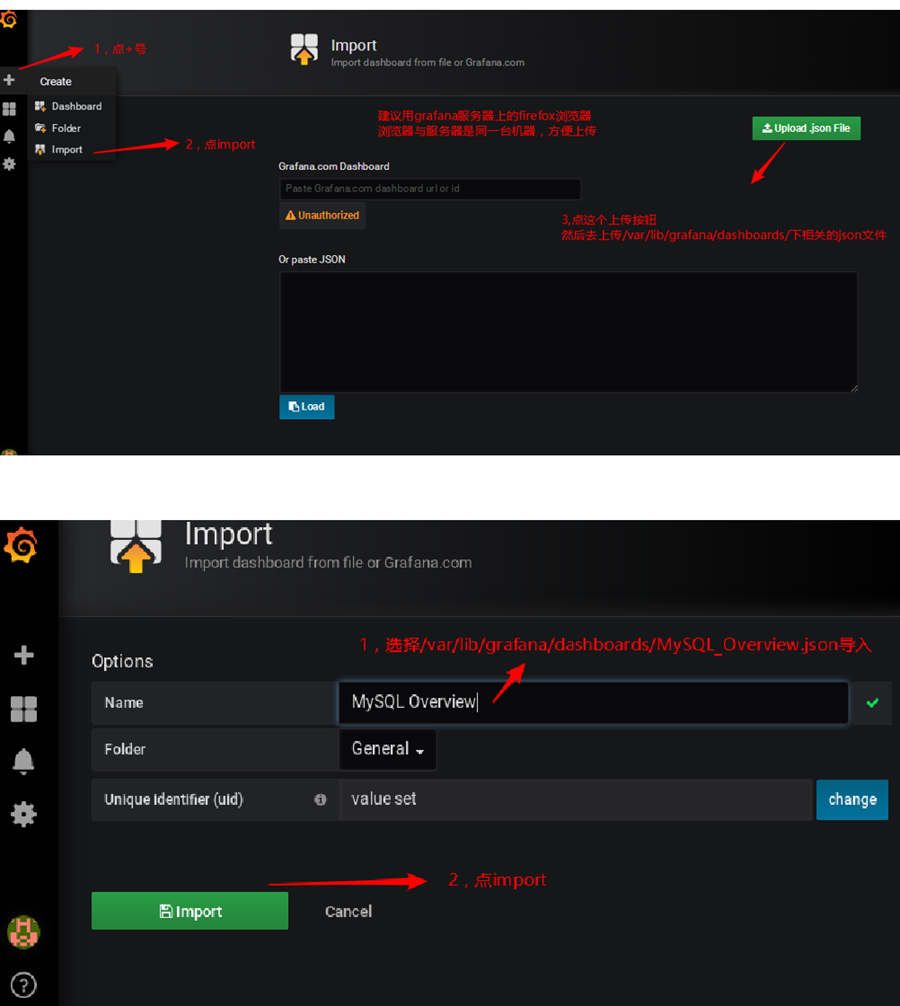 Import
Import dashboard from file or Grafana.com
1，点+号
Create
Dashboard
Folder
Import
2，点import
建议用grafana服务器上的firefox浏览器
浏览器与服务器是同一台机器，方便上传
Upload .json File
Grafana.com Dashboard
Paste Grafana.com dashboard url or id
Unauthorized
3,点这个上传按钮
然后去上传/var/lib/grafana/dashboards/下相关的json文件
Or paste JSON
Load
Import
Import dashboard from file or Grafana.com
1，选择/var/lib/grafana/dashboards/MySQL_Overview.json导入
Options
Name MySQL Overview
Folder General
Unique identifier (uid) value set change
2，点import
Import Cancel